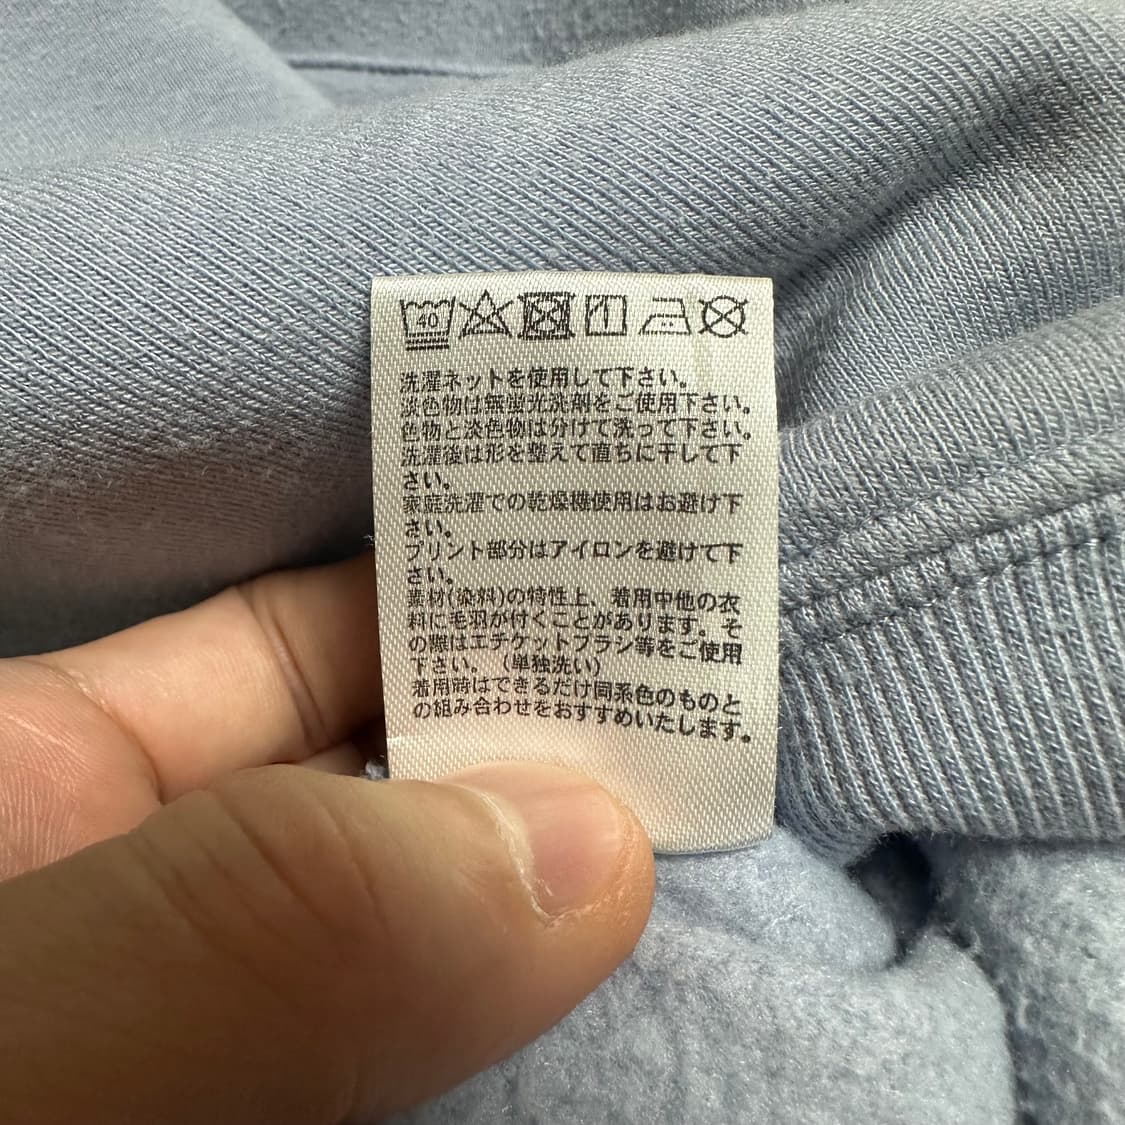 40
洗濯ネットを使用して下さい。
淡色物は無蛍光洗剤をご使用下さい。
色物と淡色物は分けて洗って下さい。
洗濯後は形を整えて直ちに干して下
さい。
家庭洗濯での乾燥機使用はお避け下
さい。
プリント部分はアイロンを避けて下
さい。
素材(染料)の特性上、着用中他の衣
料に毛羽が付くことがあります。そ
の際はエチケットブラシ等をご使用
下さい。（単独洗い）
着用時はできるだけ同系色のものと
の組み合わせをおすすめいたします。